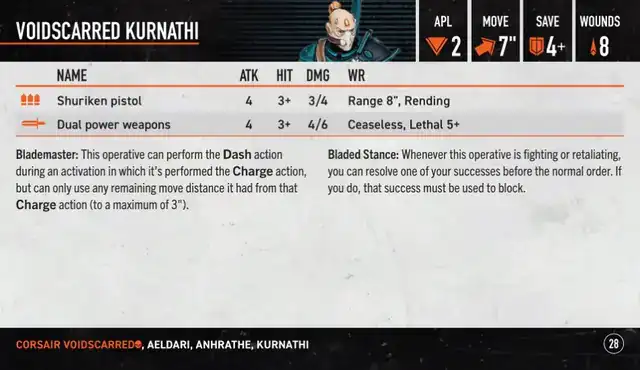 VOIDSCARRED KURNATHI
APL
2
MOVE
7"
SAVE
4+
WOUNDS
8
NAME ATK HIT DMG WR
Shuriken pistol 4 3+ 3/4 Range 8", Rending
Dual power weapons 4 3+ 4/6 Ceaseless, Lethal 5+
Blademaster: This operative can perform the Dash action
during an activation in which it's performed the Charge action,
but can only use any remaining move distance it had from that
Charge action (to a maximum of 3").
Bladed Stance: Whenever this operative is fighting or retaliating,
you can resolve one of your successes before the normal order. If
you do, that success must be used to block.
CORSAIR VOIDSCARRED, AELDARI, ANHRATHE, KURNATHI
28